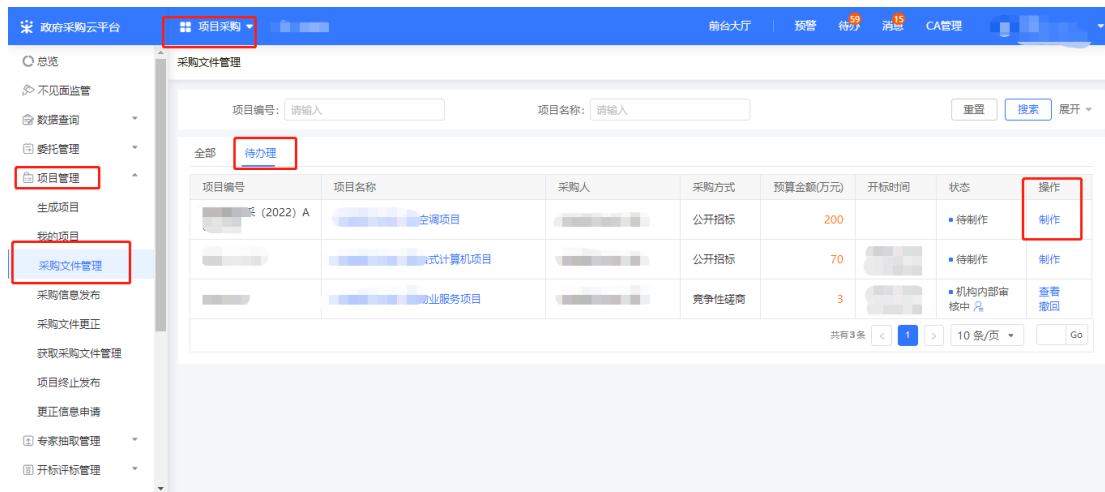 政府采购云平台 项目采购 前台大厅 预警 待办 59 消息 15 CA管理
总览
采购文件管理
不见面监管
数据查询
项目编号: 请输入 项目名称: 请输入 重置 搜索 展开
委托管理
全部 待办理
项目管理
项目编号 项目名称 采购人 采购方式 预算金额(万元) 开标时间 状态 操作
生成项目
采 (2022) A
空调项目 公开招标 200 待制作 制作
我的项目
采购文件管理
式计算机项目 公开招标 70 待制作 制作
采购信息发布
物业服务项目 竞争性磋商 3 机构内部审核中 查看 撤回
采购文件更正
共有3条 < 1 > 10 条/页 Go
获取采购文件管理
项目终止发布
更正信息申请
专家抽取管理
开标评标管理